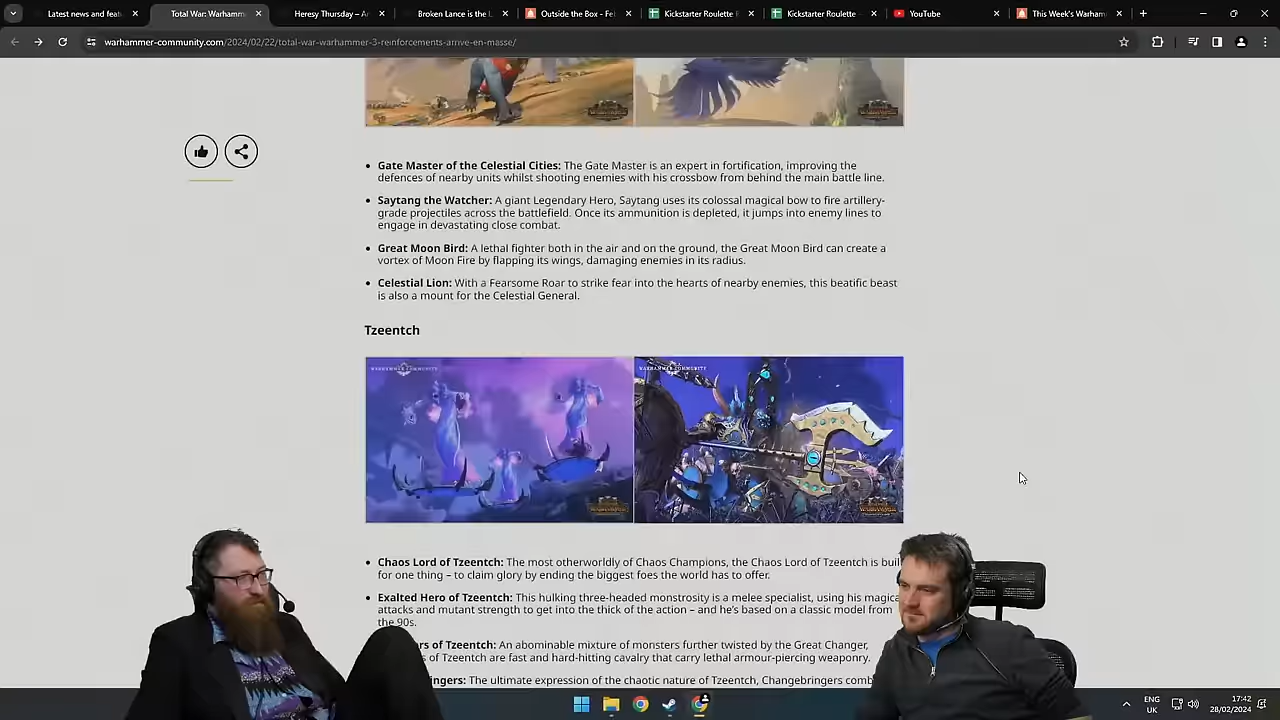 Latest news and feat
Total War: Warhamm
Heresy Thursday – A
Broken Lance is the L
Outside the Box - Fe
Kickstarter Roulette
Kickstarter Roulette
YouTube
This Week's Warham
warhammer-community.com/2024/02/22/total-war-warhammer-3-reinforcements-arrive-en-masse/
Gate Master of the Celestial Cities: The Gate Master is an expert in fortification, improving the
defences of nearby units whilst shooting enemies with his crossbow from behind the main battle line.
Saytang the Watcher: A giant Legendary Hero, Saytang uses its colossal magical bow to fire artillery-
grade projectiles across the battlefield. Once its ammunition is depleted, it jumps into enemy lines to
engage in devastating close combat.
Great Moon Bird: A lethal fighter both in the air and on the ground, the Great Moon Bird can create a
vortex of Moon Fire by flapping its wings, damaging enemies in its radius.
Celestial Lion: With a Fearsome Roar to strike fear into the hearts of nearby enemies, this beatific beast
is also a mount for the Celestial General.
Tzeentch
WARHAMMER COMMUNITY
WARHAMMER COMMUNITY
Chaos Lord of Tzeentch: The most otherworldly of Chaos Champions, the Chaos Lord of Tzeentch is buil
for one thing – to claim glory by ending the biggest foes the world has to offer.
Exalted Hero of Tzeentch: This hulking three-headed monstrosity is a melee specialist, using his magica
attacks and mutant strength to get into the thick of the action – and he's based on a classic model from
the 90s.
rs of Tzeentch: An abominable mixture of monsters further twisted by the Great Changer,
s of Tzeentch are fast and hard-hitting cavalry that carry lethal armour-piercing weaponry.
ingers: The ultimate expression of the chaotic nature of Tzeentch, Changebringers comb
ENG
UK
17:42
28/02/2024